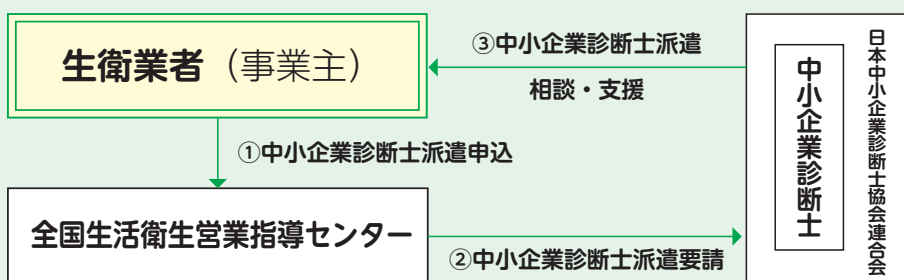 生衛業者（事業主）
③中小企業診断士派遣
相談・支援
①中小企業診断士派遣申込
全国生活衛生営業指導センター
②中小企業診断士派遣要請
日本中小企業診断士協会連合会
中小企業診断士